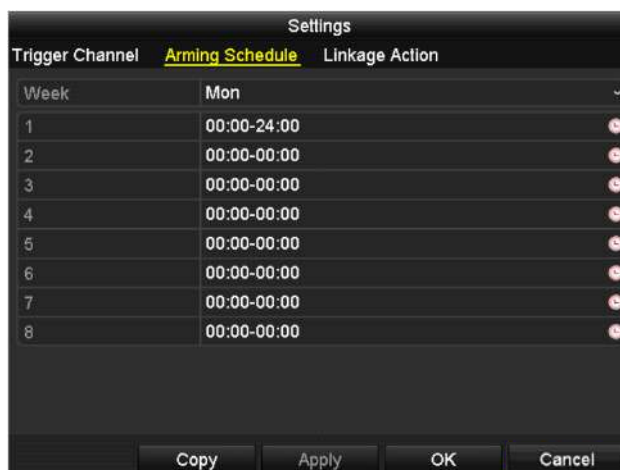 Settings
Trigger Channel Arming Schedule Linkage Action
Week Mon
1 00:00-24:00
2 00:00-00:00
3 00:00-00:00
4 00:00-00:00
5 00:00-00:00
6 00:00-00:00
7 00:00-00:00
8 00:00-00:00
Copy Apply OK Cancel